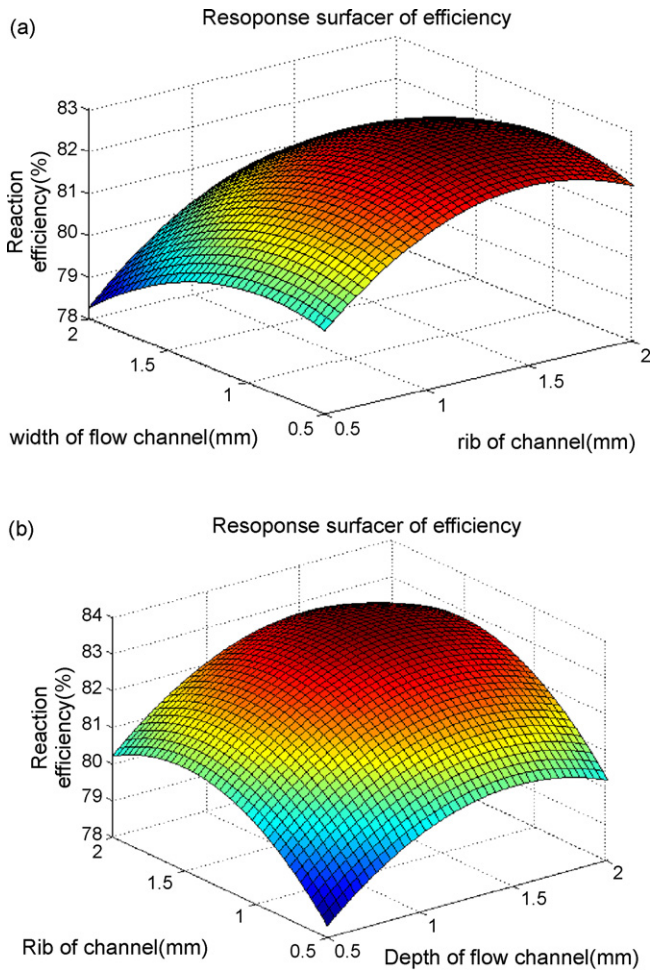 (a)
Resoponse surfacer of efficiency
83
82
81
80
79
78
Reaction
efficiency(%)
2
1.5
1
0.5
width of flow channel(mm)
0.5
1
1.5
2
rib of channel(mm)
(b)
Resoponse surfacer of efficiency
84
83
82
81
80
79
78
Reaction
efficiency(%)
2
1.5
1
0.5
Rib of channel(mm)
0.5
1
1.5
2
Depth of flow channel(mm)